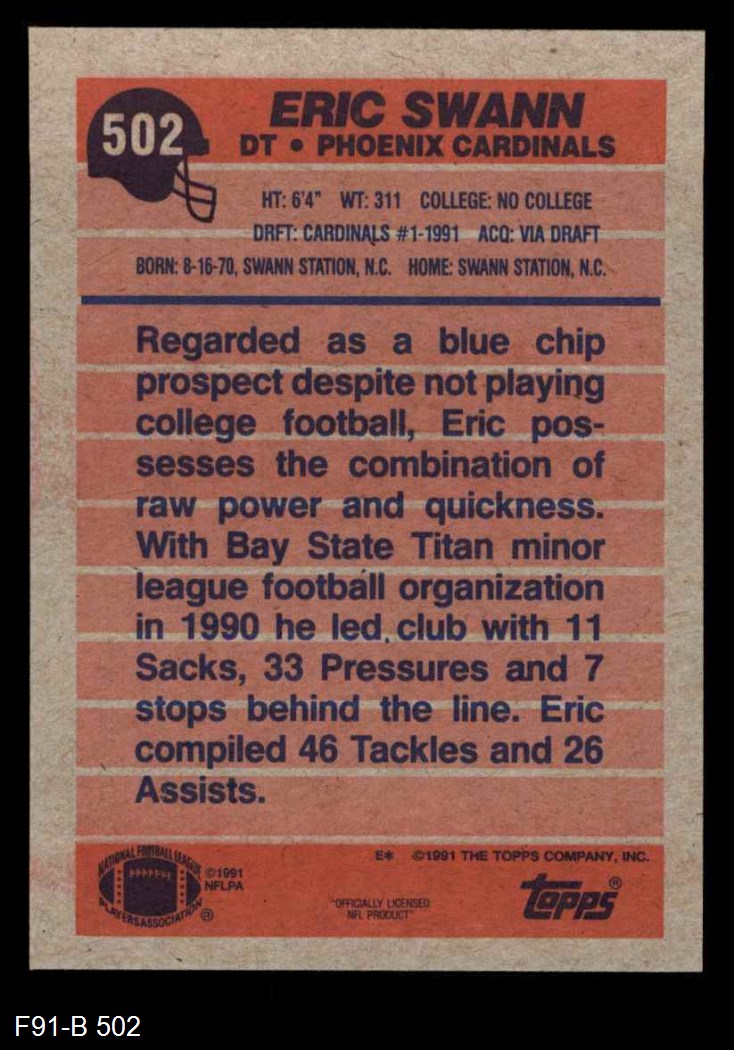 502
ERIC SWANN
DT • PHOENIX CARDINALS
HT: 6'4" WT: 311 COLLEGE: NO COLLEGE
DRFT: CARDINALS #1-1991 ACQ: VIA DRAFT
BORN: 8-16-70, SWANN STATION, N.C. HOME: SWANN STATION, N.C.
Regarded as a blue chip
prospect despite not playing
college football, Eric pos-
sesses the combination of
raw power and quickness.
With Bay State Titan minor
league football organization
in 1990 he led club with 11
Sacks, 33 Pressures and 7
stops behind the line. Eric
compiled 46 Tackles and 26
Assists.
NATIONAL FOOTBALL LEAGUE
PLAYERS ASSOCIATION ®
©1991
NFLPA
E* ©1991 THE TOPPS COMPANY, INC.
"OFFICIALLY LICENSED
NFL PRODUCT"
topps®
F91-B 502